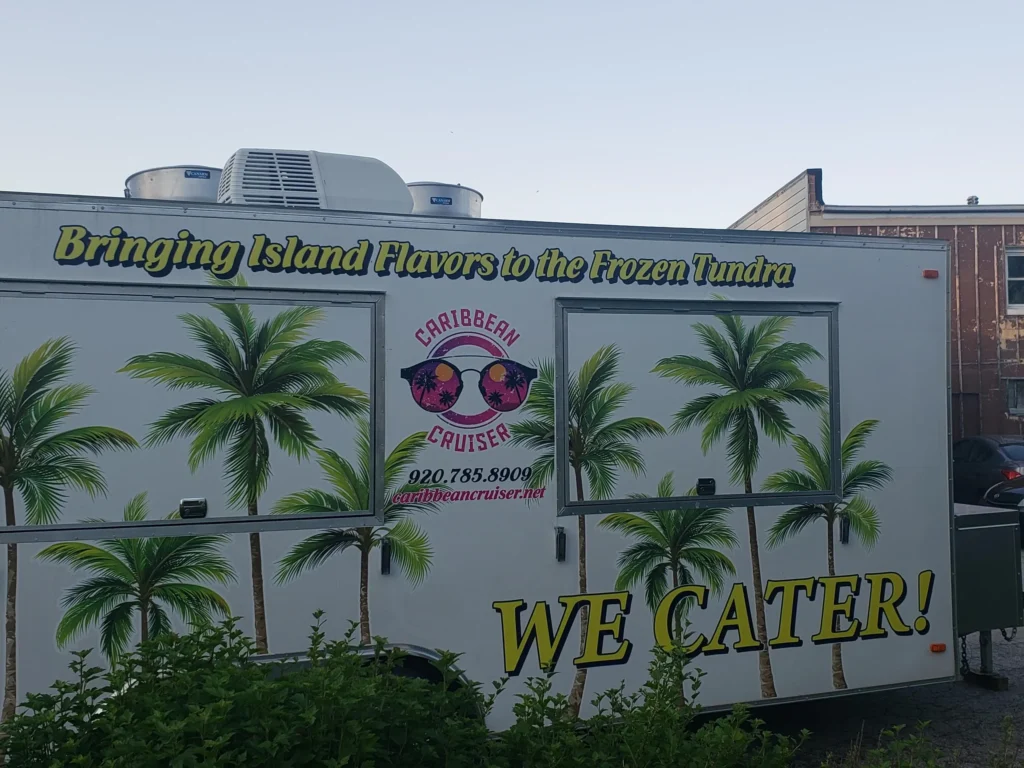 Bringing Island Flavors to the Frozen Tundra
CARIBBEAN
CRUISER
920.785.8909
caribbeancruiser.net
WE CATER!